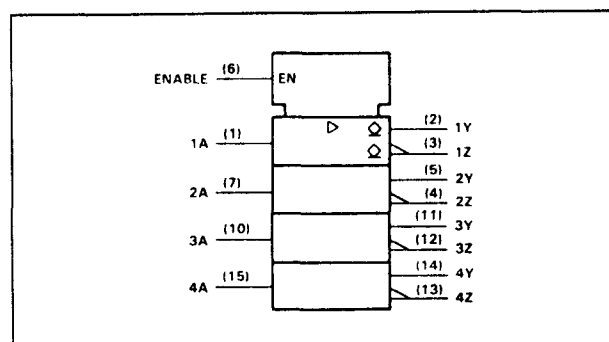 ENABLE (6) EN
(2) 1Y
1A (1)
(3) 1Z
(5) 2Y
2A (7)
(4) 2Z
(11) 3Y
3A (10)
(12) 3Z
(14) 4Y
4A (15)
(13) 4Z